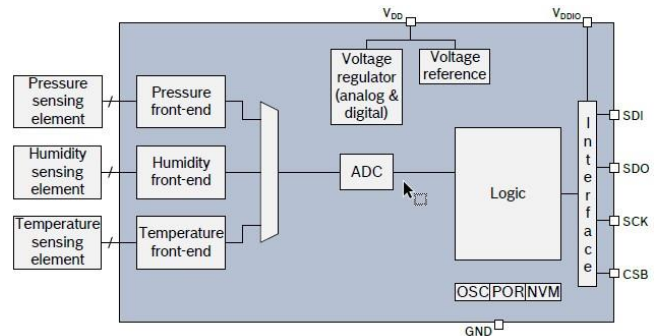 VDD
VDDIO
Voltage
regulator
(analog &
digital)
Voltage
reference
Pressure
sensing
element
Pressure
front-end
Humidity
sensing
element
Humidity
front-end
Temperature
sensing
element
Temperature
front-end
ADC
Logic
OSC POR NVM
Interface
SDI
SDO
SCK
CSB
GND